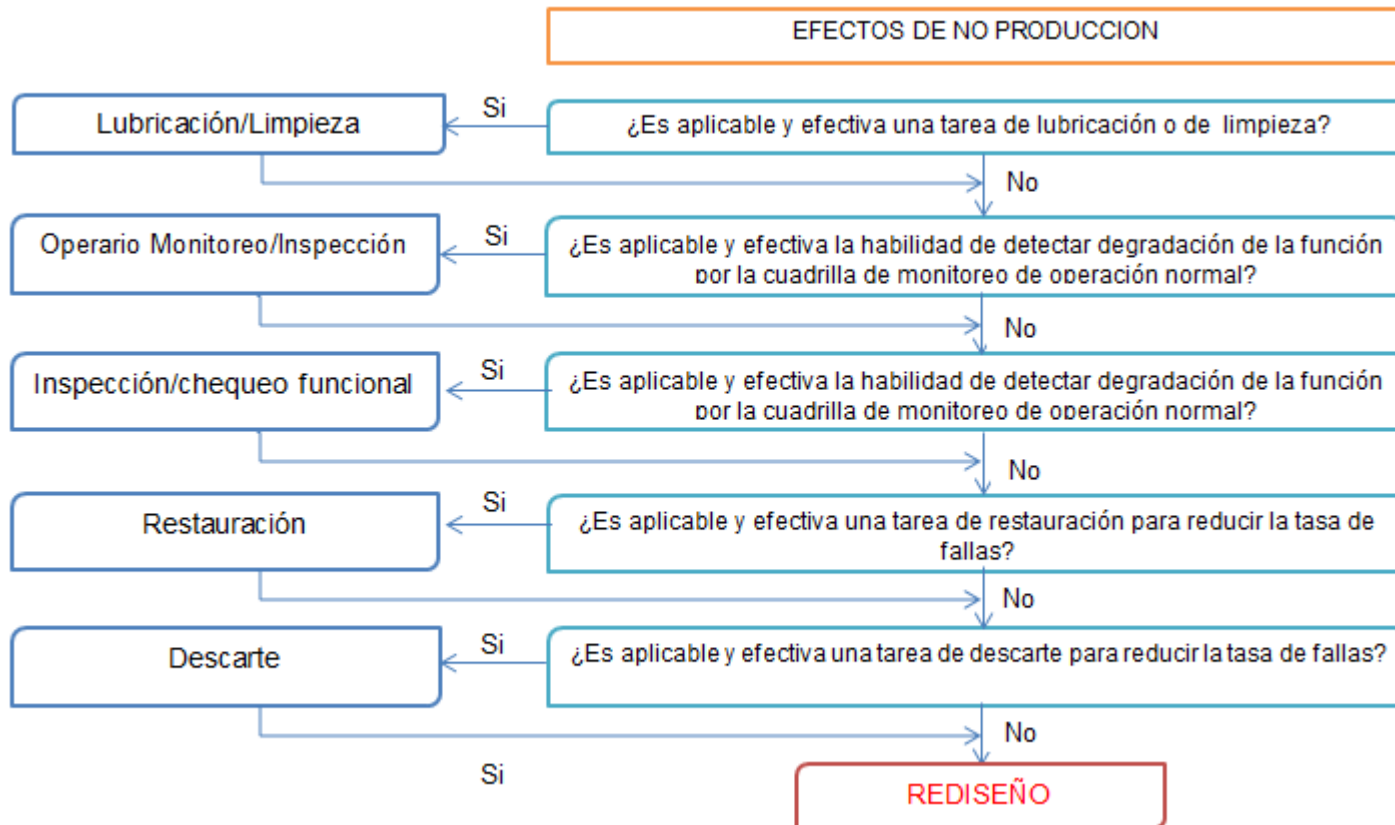 EFECTOS DE NO PRODUCCION
Lubricación/Limpieza
Si
¿Es aplicable y efectiva una tarea de lubricación o de limpieza?
No
Operario Monitoreo/Inspección
Si
¿Es aplicable y efectiva la habilidad de detectar degradación de la función
por la cuadrilla de monitoreo de operación normal?
No
Inspección/chequeo funcional
Si
¿Es aplicable y efectiva la habilidad de detectar degradación de la función
por la cuadrilla de monitoreo de operación normal?
No
Restauración
Si
¿Es aplicable y efectiva una tarea de restauración para reducir la tasa de
fallas?
No
Descarte
Si
¿Es aplicable y efectiva una tarea de descarte para reducir la tasa de fallas?
No
Si
REDISEÑO